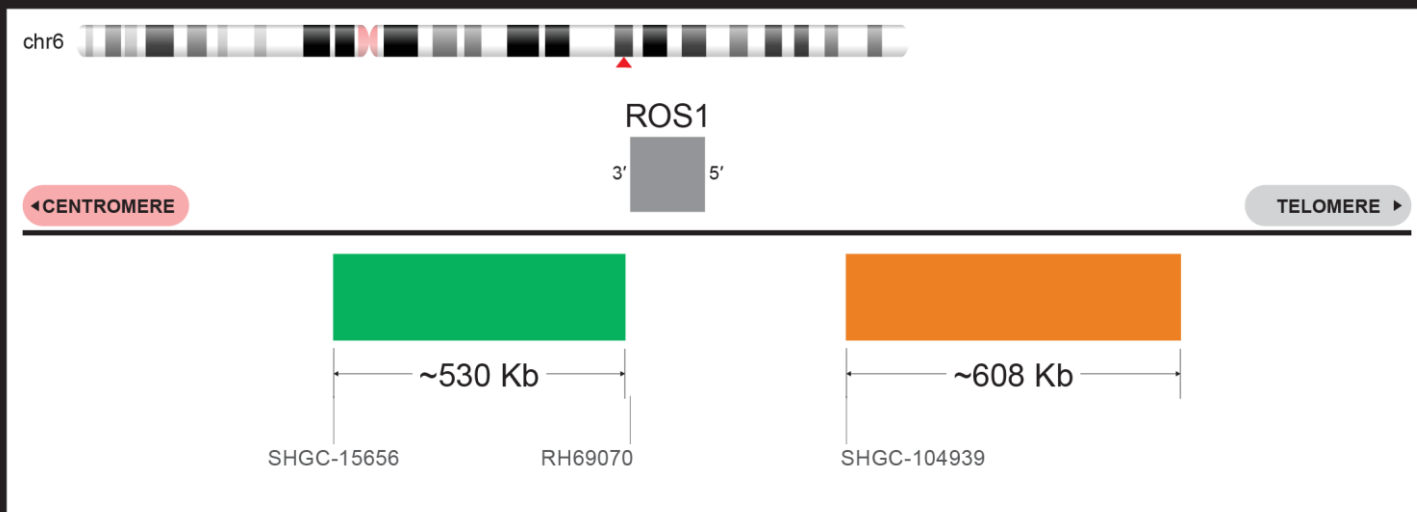 chr6
ROS1
3′ 5′
◂CENTROMERE
TELOMERE ▸
~530 Kb
~608 Kb
SHGC-15656
RH69070
SHGC-104939